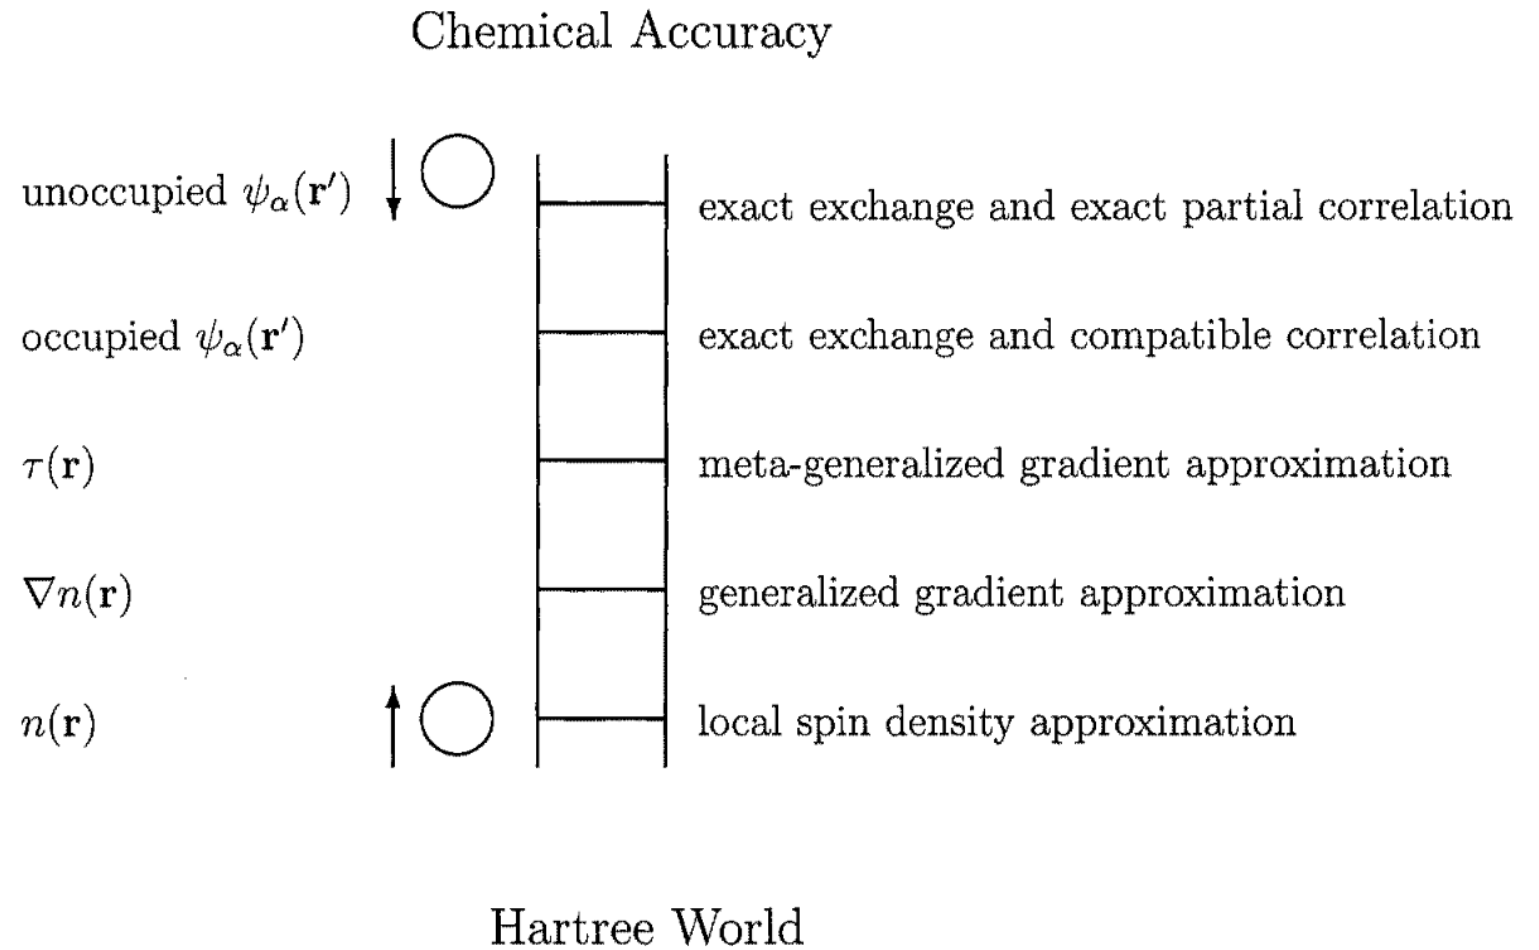 Chemical Accuracy
unoccupied ψα(r′)
exact exchange and exact partial correlation
occupied ψα(r′)
exact exchange and compatible correlation
τ(r)
meta-generalized gradient approximation
∇n(r)
generalized gradient approximation
n(r)
local spin density approximation
Hartree World